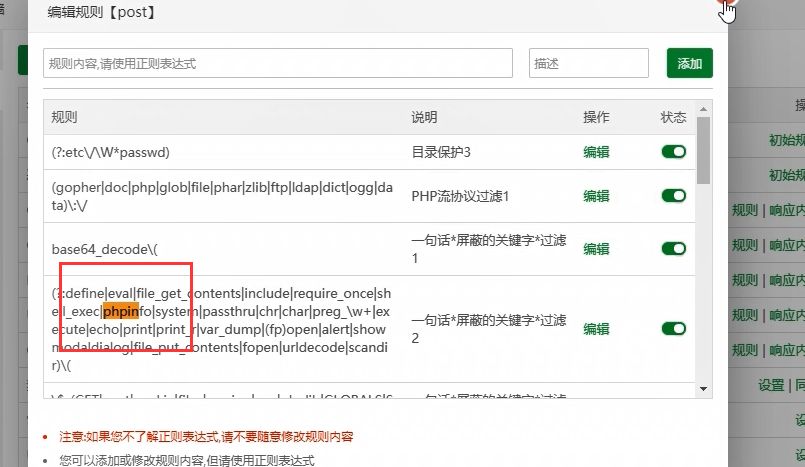 编辑规则【post】
规则内容,请使用正则表达式
描述
添加
规则
说明
操作
状态
(?:etc\/\W*passwd)
目录保护3
编辑
(gopher|doc|php|glob|file|phar|zlib|ftp|ldap|dict|ogg|da
ta)\:\/
PHP流协议过滤1
编辑
base64_decode\(
一句话*屏蔽的关键字*过滤
1
编辑
(?:define|eval|file_get_contents|include|require_once|sh
ell_exec|phpinfo|system|passthru|chr|char|preg_\w+|ex
ecute|echo|print|print_r|var_dump|(fp)open|alert|show
modaldialog|file_put_contents|fopen|urldecode|scandi
r)\(
一句话*屏蔽的关键字*过滤
2
编辑
一句话*屏蔽的关键字*过滤
注意:如果您不了解正则表达式,请不要随意修改规则内容
您可以添加或修改规则内容,但请使用正则表达式
操
初始规
初始规
规则 | 响应内
规则 | 响应内
规则 | 响应内
规则 | 响应内
规则 | 响应内
设置 | 同
设
设